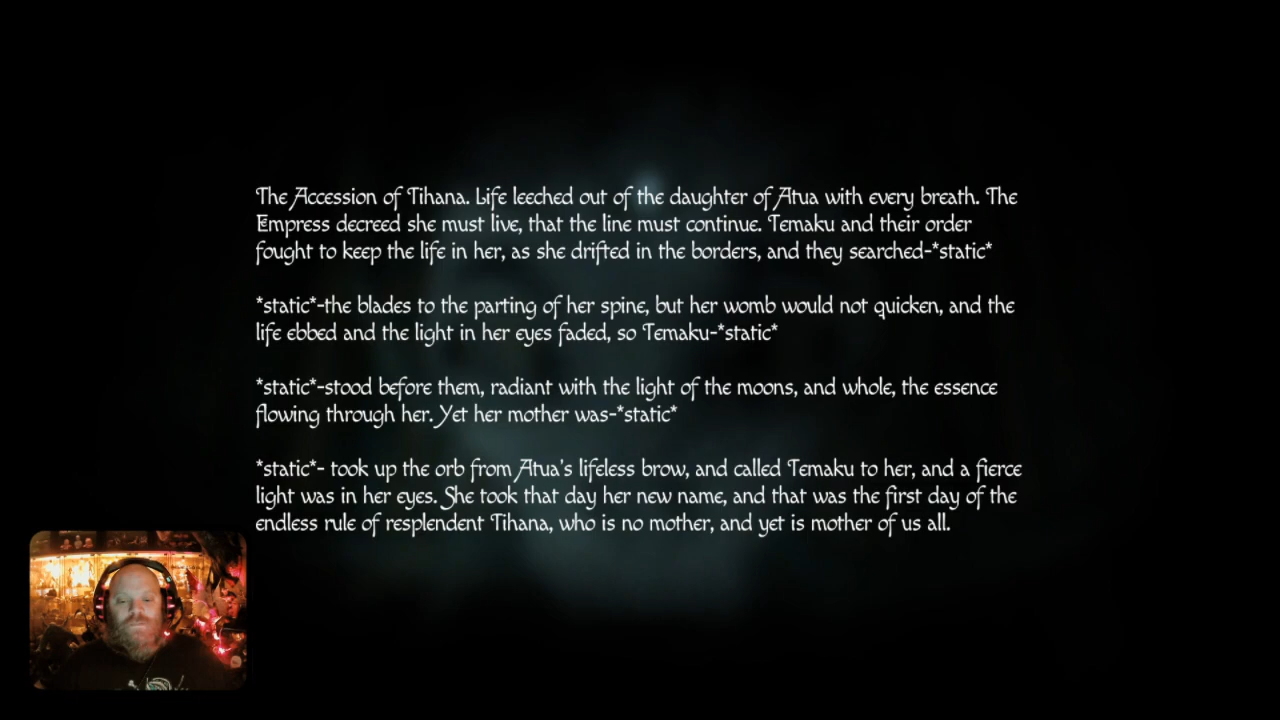 The Accession of Tihana. Life leeched out of the daughter of Atua with every breath. The
Empress decreed she must live, that the line must continue. Temaku and their order
fought to keep the life in her, as she drifted in the borders, and they searched-*static*
*static*-the blades to the parting of her spine, but her womb would not quicken, and the
life ebbed and the light in her eyes faded, so Temaku-*static*
*static*-stood before them, radiant with the light of the moons, and whole, the essence
flowing through her. Yet her mother was-*static*
*static*- took up the orb from Atua's lifeless brow, and called Temaku to her, and a fierce
light was in her eyes. She took that day her new name, and that was the first day of the
endless rule of resplendent Tihana, who is no mother, and yet is mother of us all.